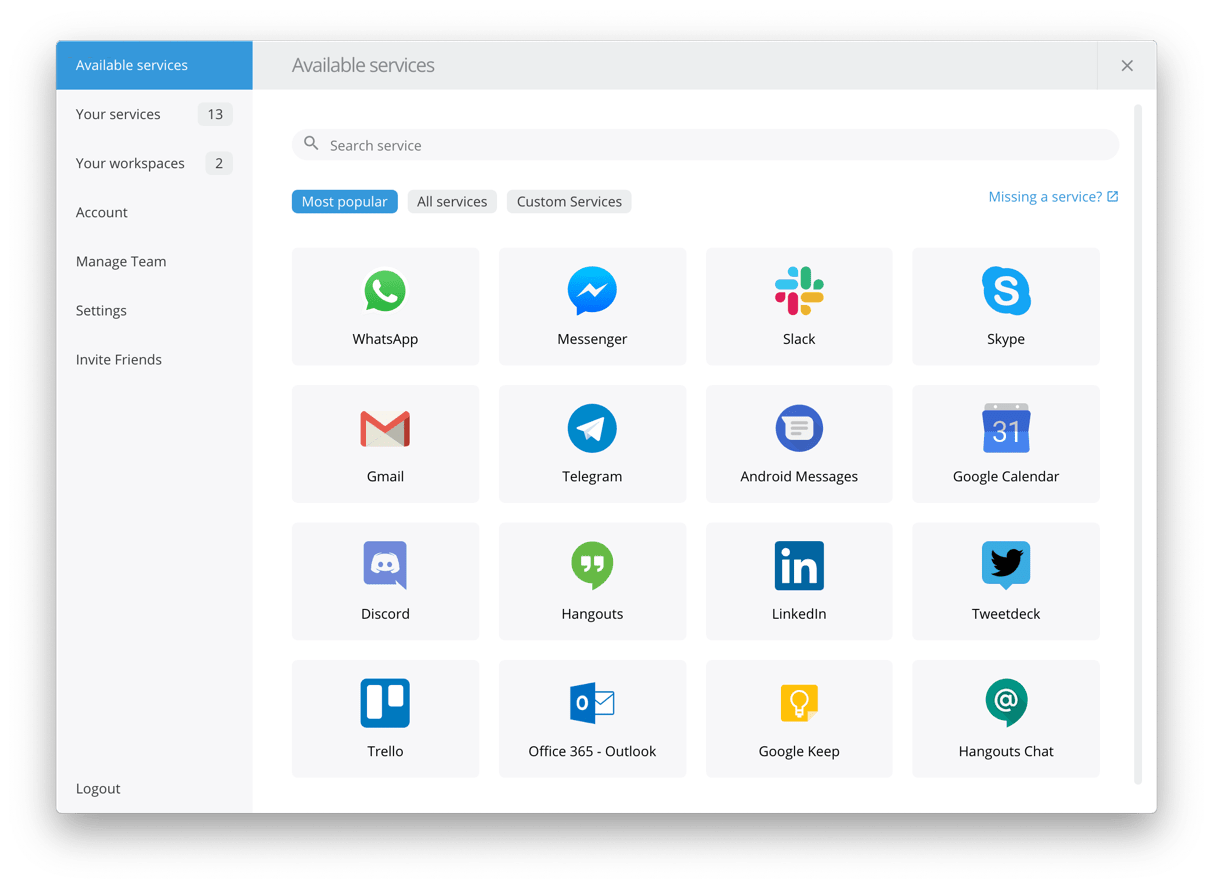 Available services
Your services 13
Your workspaces 2
Account
Manage Team
Settings
Invite Friends
Logout
Available services
Search service
Most popular All services Custom Services Missing a service?
WhatsApp Messenger Slack Skype
31
Gmail Telegram Android Messages Google Calendar
in
Discord Hangouts LinkedIn Tweetdeck
Trello Office 365 - Outlook Google Keep Hangouts Chat